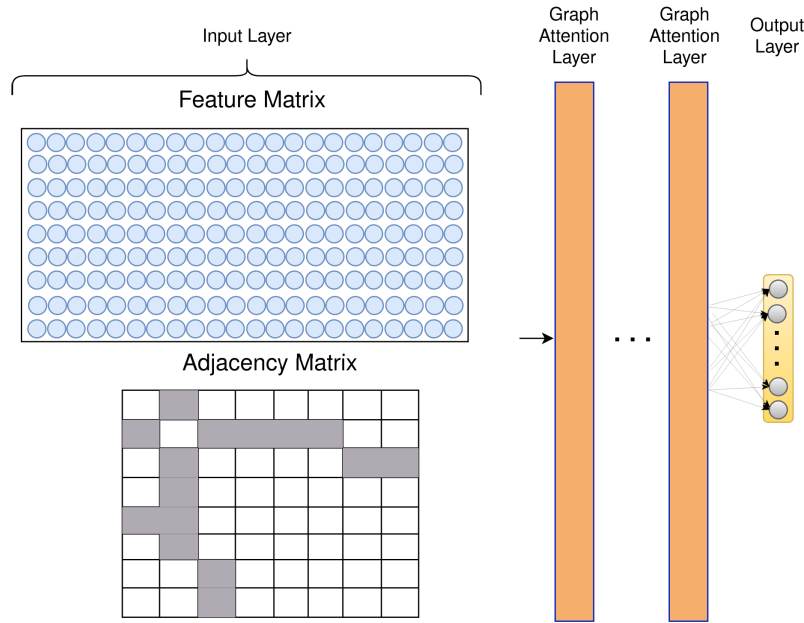 Input Layer
Feature Matrix
Adjacency Matrix
Graph
Attention
Layer
Graph
Attention
Layer
Output
Layer